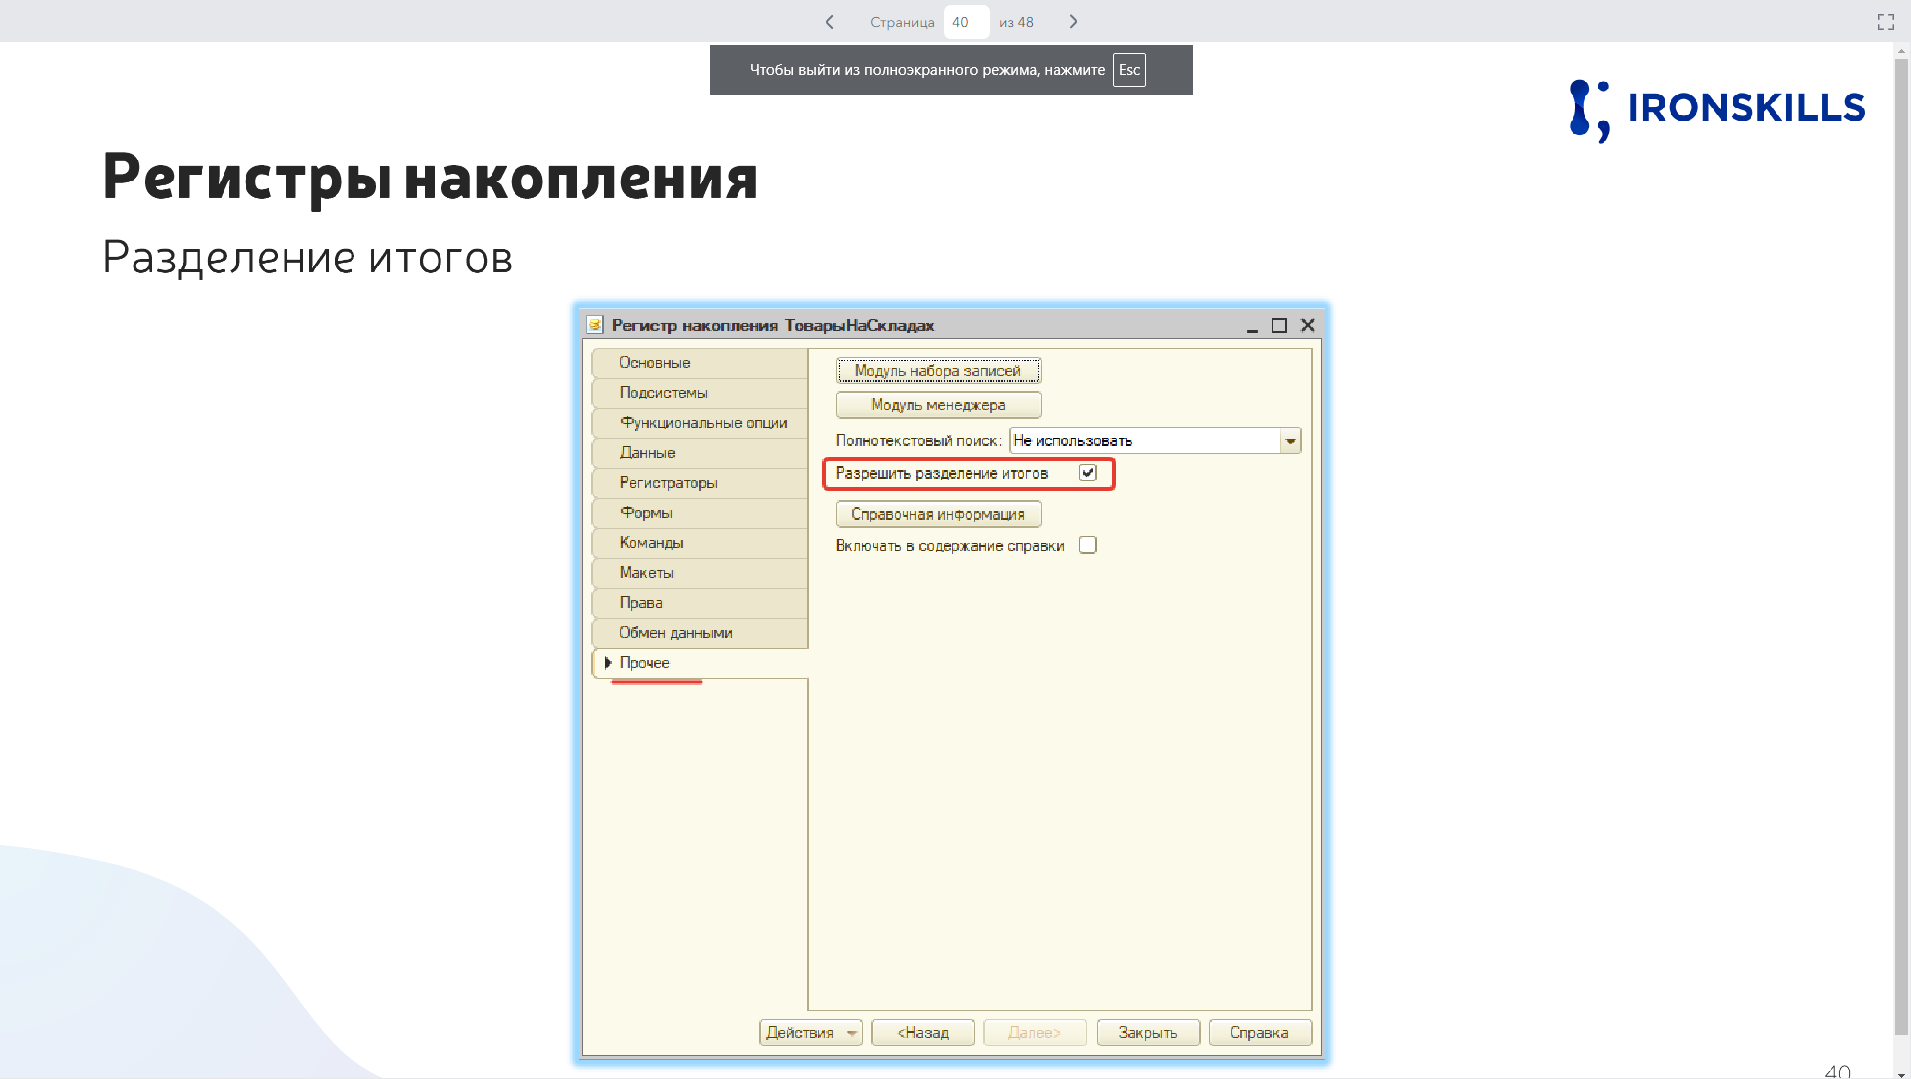 Страница 40 из 48
Чтобы выйти из полноэкранного режима, нажмите Esc
IRONSKILLS
Регистры накопления
Разделение итогов
Регистр накопления ТоварыНаСкладах
Основные
Подсистемы
Функциональные опции
Данные
Регистраторы
Формы
Команды
Макеты
Права
Обмен данными
Прочее
Модуль набора записей
Модуль менеджера
Полнотекстовый поиск: Не использовать
Разрешить разделение итогов
Справочная информация
Включать в содержание справки
Действия
<Назад
Далее>
Закрыть
Справка
40